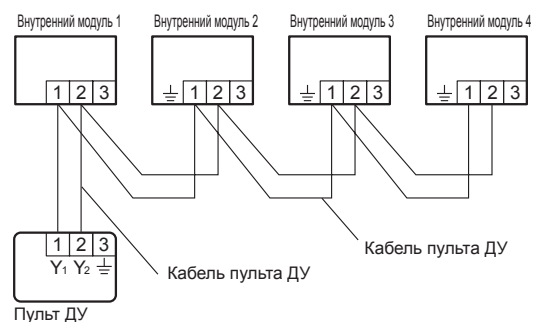 Внутренний модуль 1 Внутренний модуль 2 Внутренний модуль 3 Внутренний модуль 4
1 2 3 1 2 3 1 2 3 1 2 3
1 2 3
Y1 Y2
Кабель пульта ДУ
Кабель пульта ДУ
Пульт ДУ